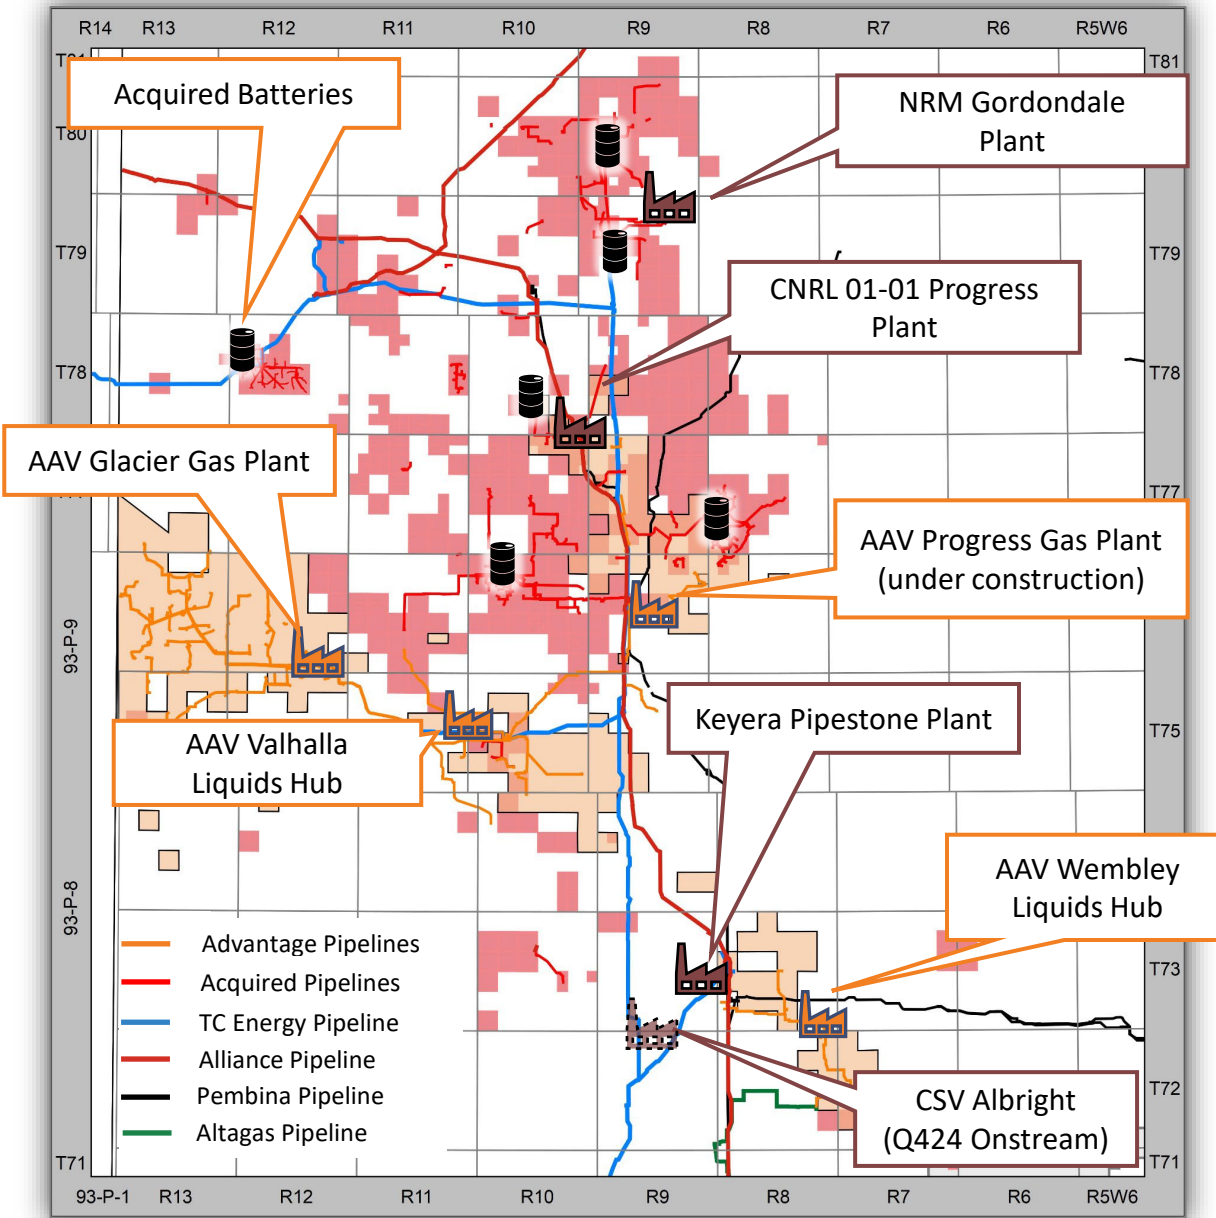 R14 R13 R12 R11 R10 R9 R8 R7 R6 R5W6
T81
Acquired Batteries
NRM Gordondale
Plant
T80
T79 T79
CNRL 01-01 Progress
Plant
T78 T78
AAV Glacier Gas Plant
T77
AAV Progress Gas Plant
(under construction)
93-P-9
Keyera Pipestone Plant
AAV Valhalla
Liquids Hub
T75
AAV Wembley
Liquids Hub
93-P-8
Advantage Pipelines
Acquired Pipelines
T73
TC Energy Pipeline
Alliance Pipeline
Pembina Pipeline
Altagas Pipeline
T72
CSV Albright
(Q424 Onstream)
T71 T71
93-P-1 R13 R12 R11 R10 R9 R8 R7 R6 R5W6